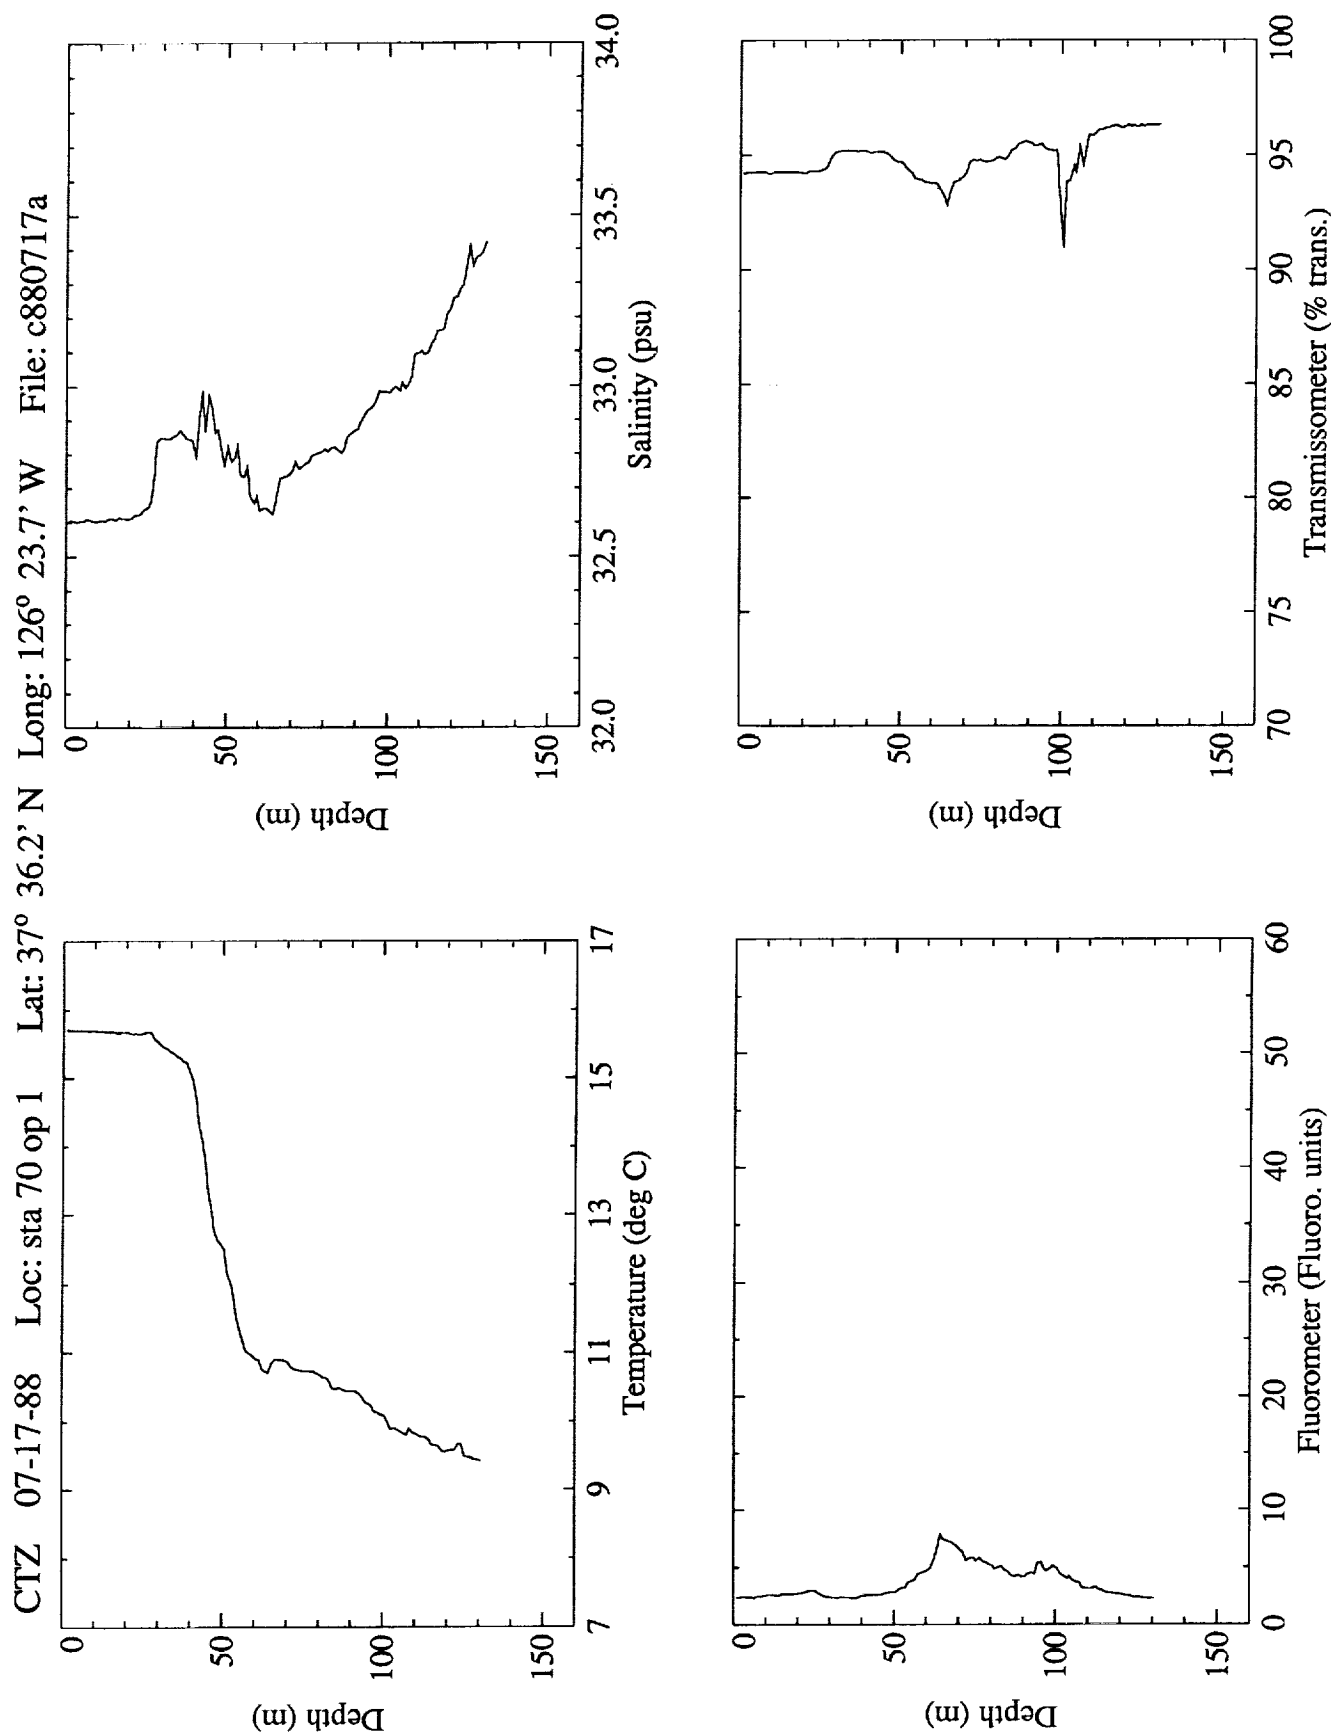 CTZ 07-17-88 Loc: sta 70 op 1 Lat: 37° 36.2' N Long: 126° 23.7' W File: c880717a
0
50
100
150
Depth (m)
7 9 11 13 15 17
Temperature (deg C)
0
50
100
150
Depth (m)
32.0 32.5 33.0 33.5 34.0
Salinity (psu)
0
50
100
150
Depth (m)
0 10 20 30 40 50 60
Fluorometer (Fluoro. units)
0
50
100
150
Depth (m)
70 75 80 85 90 95 100
Transmissometer (% trans.)